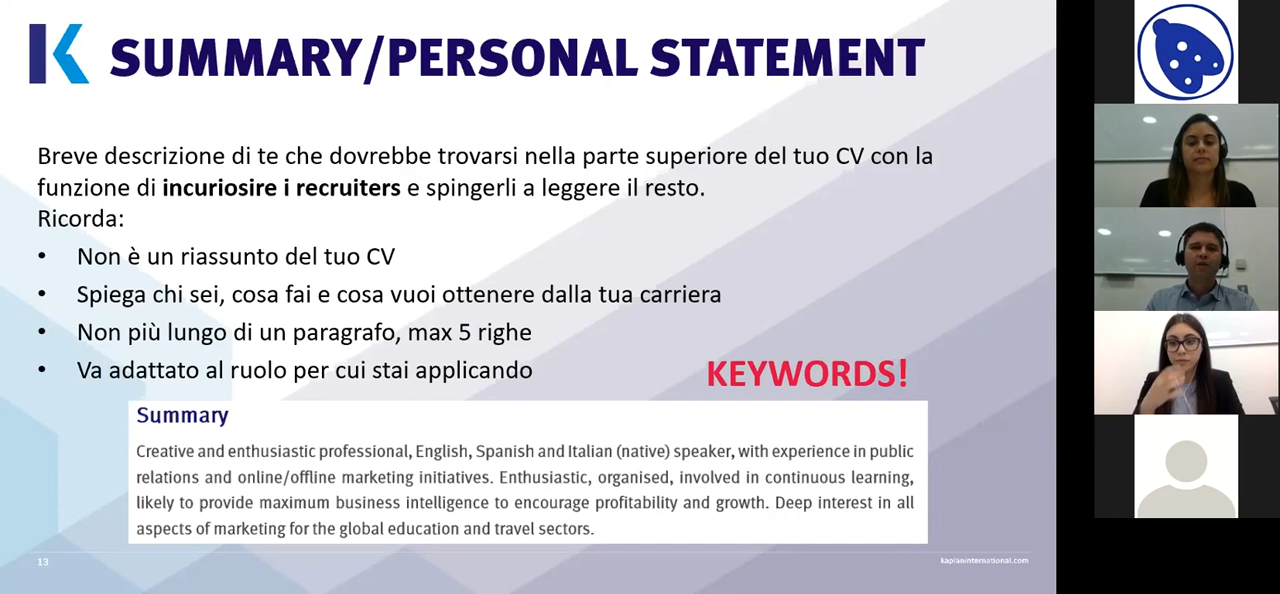 K SUMMARY/PERSONAL STATEMENT
Breve descrizione di te che dovrebbe trovarsi nella parte superiore del tuo CV con la
funzione di incuriosire i recruiters e spingerli a leggere il resto.
Ricorda:
• Non è un riassunto del tuo CV
• Spiega chi sei, cosa fai e cosa vuoi ottenere dalla tua carriera
• Non più lungo di un paragrafo, max 5 righe
• Va adattato al ruolo per cui stai applicando
KEYWORDS!
Summary
Creative and enthusiastic professional, English, Spanish and Italian (native) speaker, with experience in public
relations and online/offline marketing initiatives. Enthusiastic, organised, involved in continuous learning,
likely to provide maximum business intelligence to encourage profitability and growth. Deep interest in all
aspects of marketing for the global education and travel sectors.
13
kaplaninternational.com